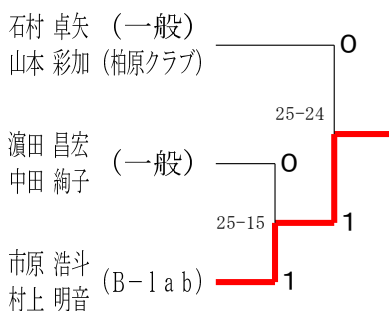 石村 卓矢 (一般)
山本 彩加 (柏原クラブ)
0
25-24
濵田 昌宏
中田 絢子
(一般)
0
25-15
1
市原 浩斗
村上 明音
(B-lab)
1